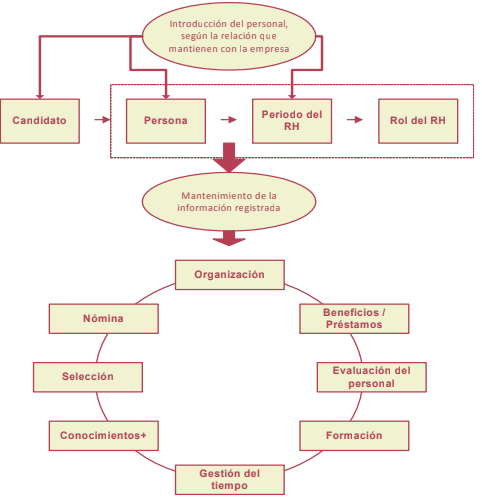 Introducción del personal,
según la relación que
mantienen con la empresa
Candidato
Persona
Periodo del
RH
Rol del RH
Mantenimiento de la
información registrada
Organización
Nómina
Beneficios /
Préstamos
Selección
Evaluación del
personal
Conocimientos+
Formación
Gestión del
tiempo